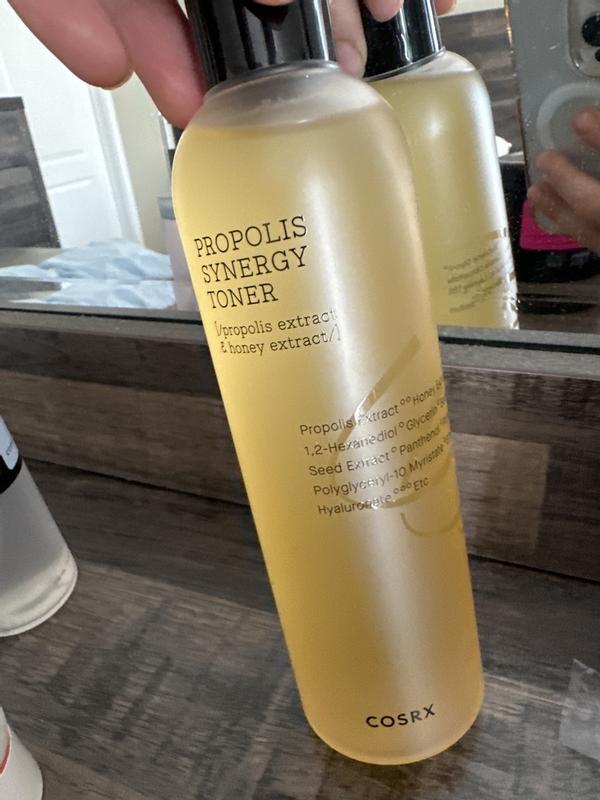 PROPOLIS
SYNERGY
TONER
/propolis extract
& honey extract/
Propolis Extract °° Honey
1,2-Hexanediol ° Glycerin °
Seed Extract ° Panthenol
Polyglyceryl-10 Myristate
Hyaluronate °°° Etc
COSRX